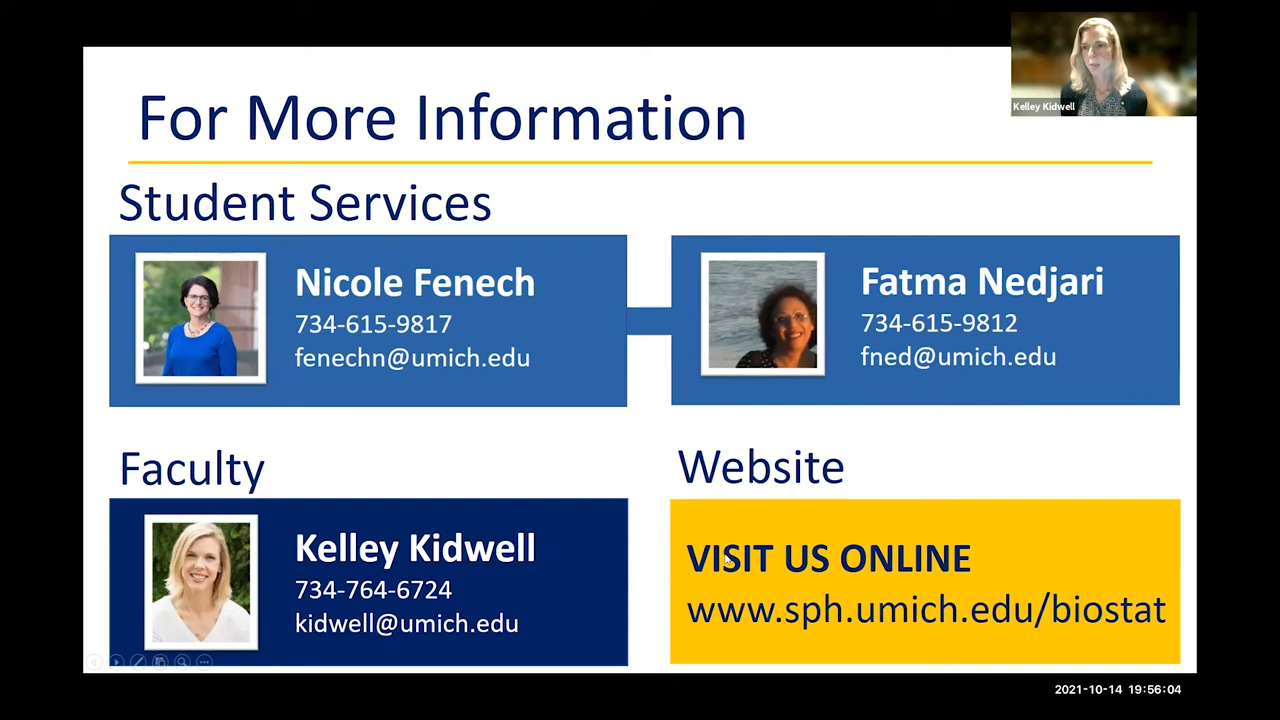 Kelley Kidwell
For More Information
Student Services
Nicole Fenech
734-615-9817
fenechn@umich.edu
Fatma Nedjari
734-615-9812
fned@umich.edu
Faculty
Kelley Kidwell
734-764-6724
kidwell@umich.edu
Website
VISIT US ONLINE
www.sph.umich.edu/biostat
2021-10-14 19:56:04